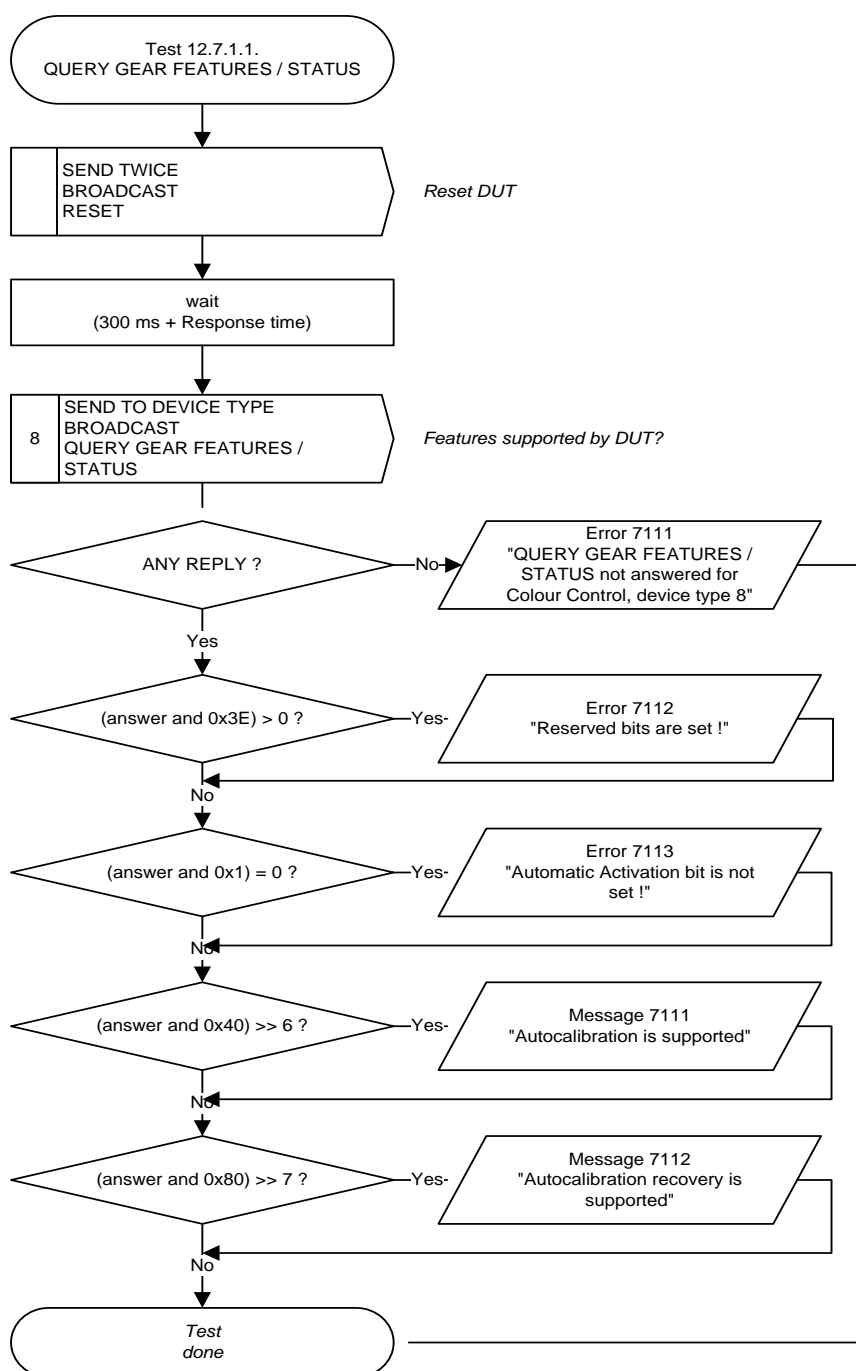 Test 12.7.1.1.
QUERY GEAR FEATURES / STATUS
SEND TWICE
BROADCAST
RESET
Reset DUT
wait
(300 ms + Response time)
8
SEND TO DEVICE TYPE
BROADCAST
QUERY GEAR FEATURES /
STATUS
Features supported by DUT?
ANY REPLY ?
No
Error 7111
"QUERY GEAR FEATURES /
STATUS not answered for
Colour Control, device type 8"
Yes
(answer and 0x3E) > 0 ?
Yes
Error 7112
"Reserved bits are set !"
No
(answer and 0x1) = 0 ?
Yes
Error 7113
"Automatic Activation bit is not
set !"
No
(answer and 0x40) >> 6 ?
Yes
Message 7111
"Autocalibration is supported"
No
(answer and 0x80) >> 7 ?
Yes
Message 7112
"Autocalibration recovery is
supported"
No
Test
done